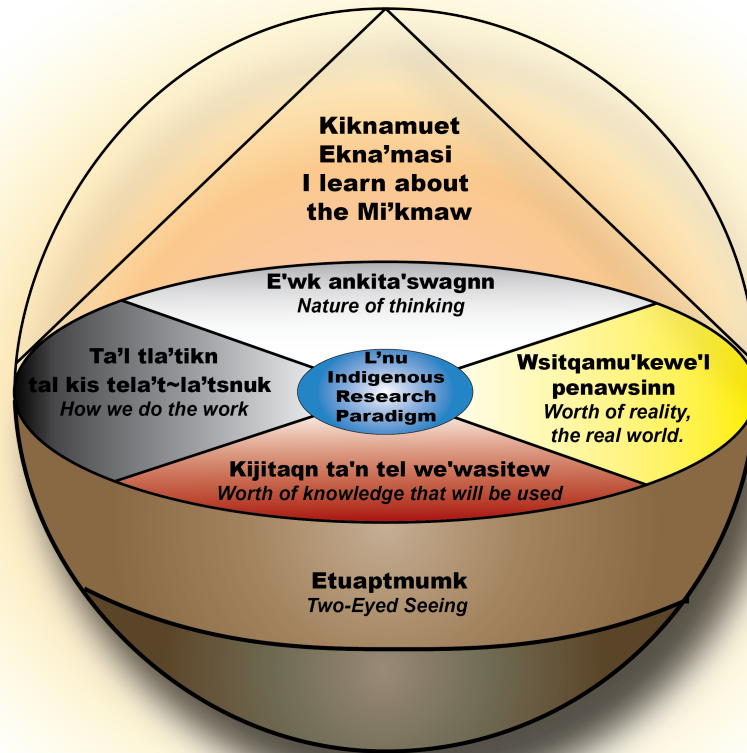 Kiknamuet
Ekna’masi
I learn about
the Mi’kmaw
E'wk ankita'swagnn
Nature of thinking
Ta’l tla’tikn
tal kis tela’t~la’tsnuk
How we do the work
L’nu
Indigenous
Research
Paradigm
Wsitqamu'kewe'l
penawsinn
Worth of reality,
the real world.
Kijitaqn ta'n tel we'wasitew
Worth of knowledge that will be used
Etuaptmumk
Two-Eyed Seeing